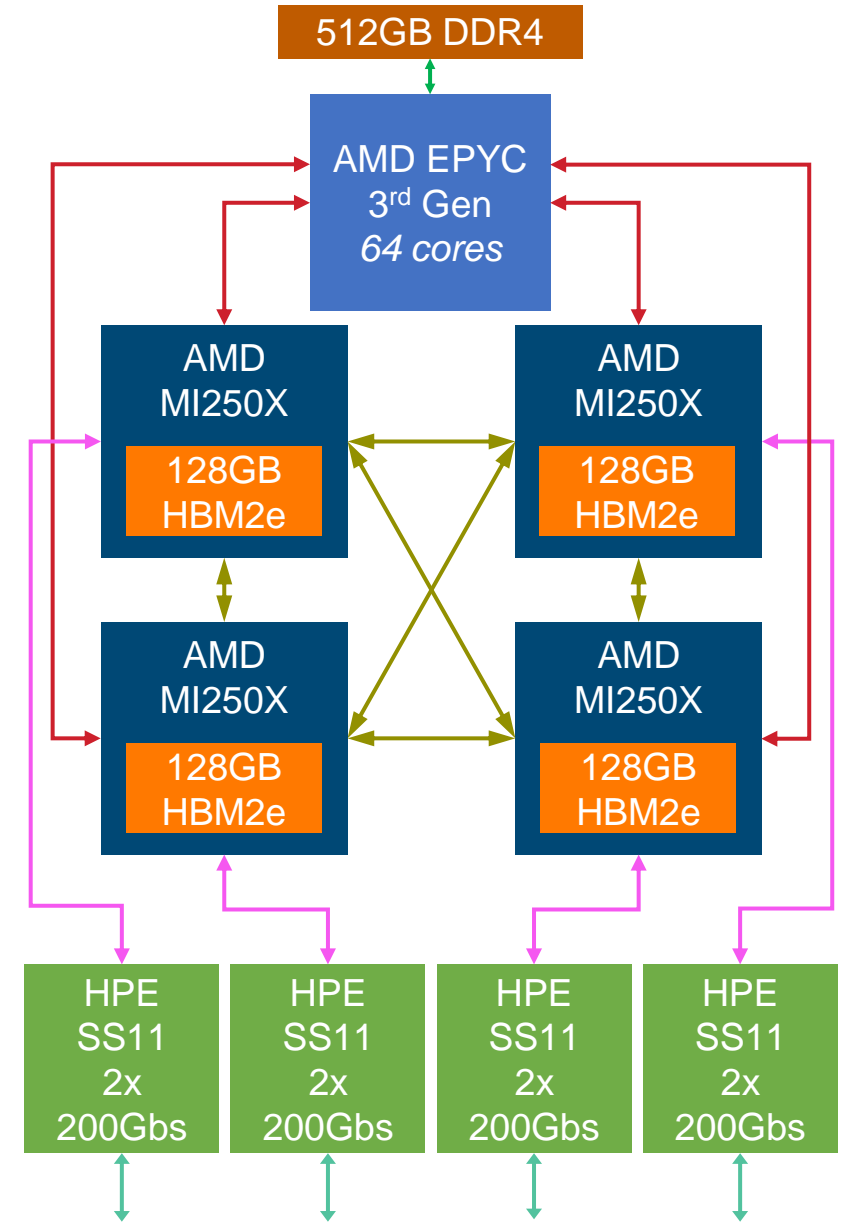 512GB DDR4
AMD EPYC
3rd Gen
64 cores
AMD
MI250X
128GB
HBM2e
AMD
MI250X
128GB
HBM2e
AMD
MI250X
128GB
HBM2e
AMD
MI250X
128GB
HBM2e
HPE
SS11
2x
200Gbs
HPE
SS11
2x
200Gbs
HPE
SS11
2x
200Gbs
HPE
SS11
2x
200Gbs